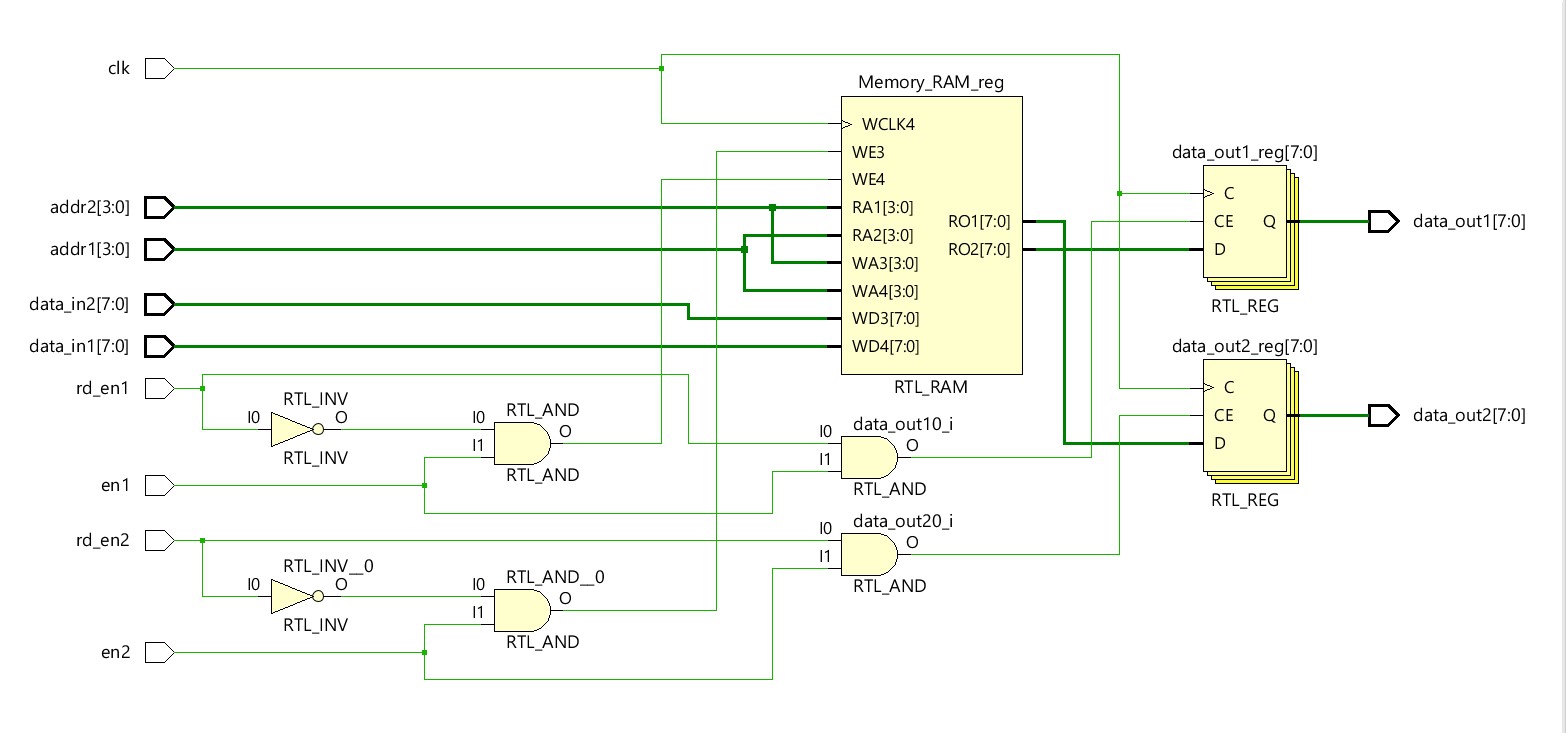 clk
addr2[3:0]
addr1[3:0]
data_in2[7:0]
data_in1[7:0]
rd_en1
en1
rd_en2
en2
RTL_INV
I0
O
RTL_INV
RTL_AND
I0
I1
O
RTL_AND
RTL_INV__0
I0
O
RTL_INV
RTL_AND__0
I0
I1
O
RTL_AND
Memory_RAM_reg
WCLK4
WE3
WE4
RA1[3:0]
RA2[3:0]
WA3[3:0]
WA4[3:0]
WD3[7:0]
WD4[7:0]
RO1[7:0]
RO2[7:0]
RTL_RAM
data_out10_i
I0
I1
O
RTL_AND
data_out20_i
I0
I1
O
RTL_AND
data_out1_reg[7:0]
C
CE
D
Q
RTL_REG
data_out2_reg[7:0]
C
CE
D
Q
RTL_REG
data_out1[7:0]
data_out2[7:0]